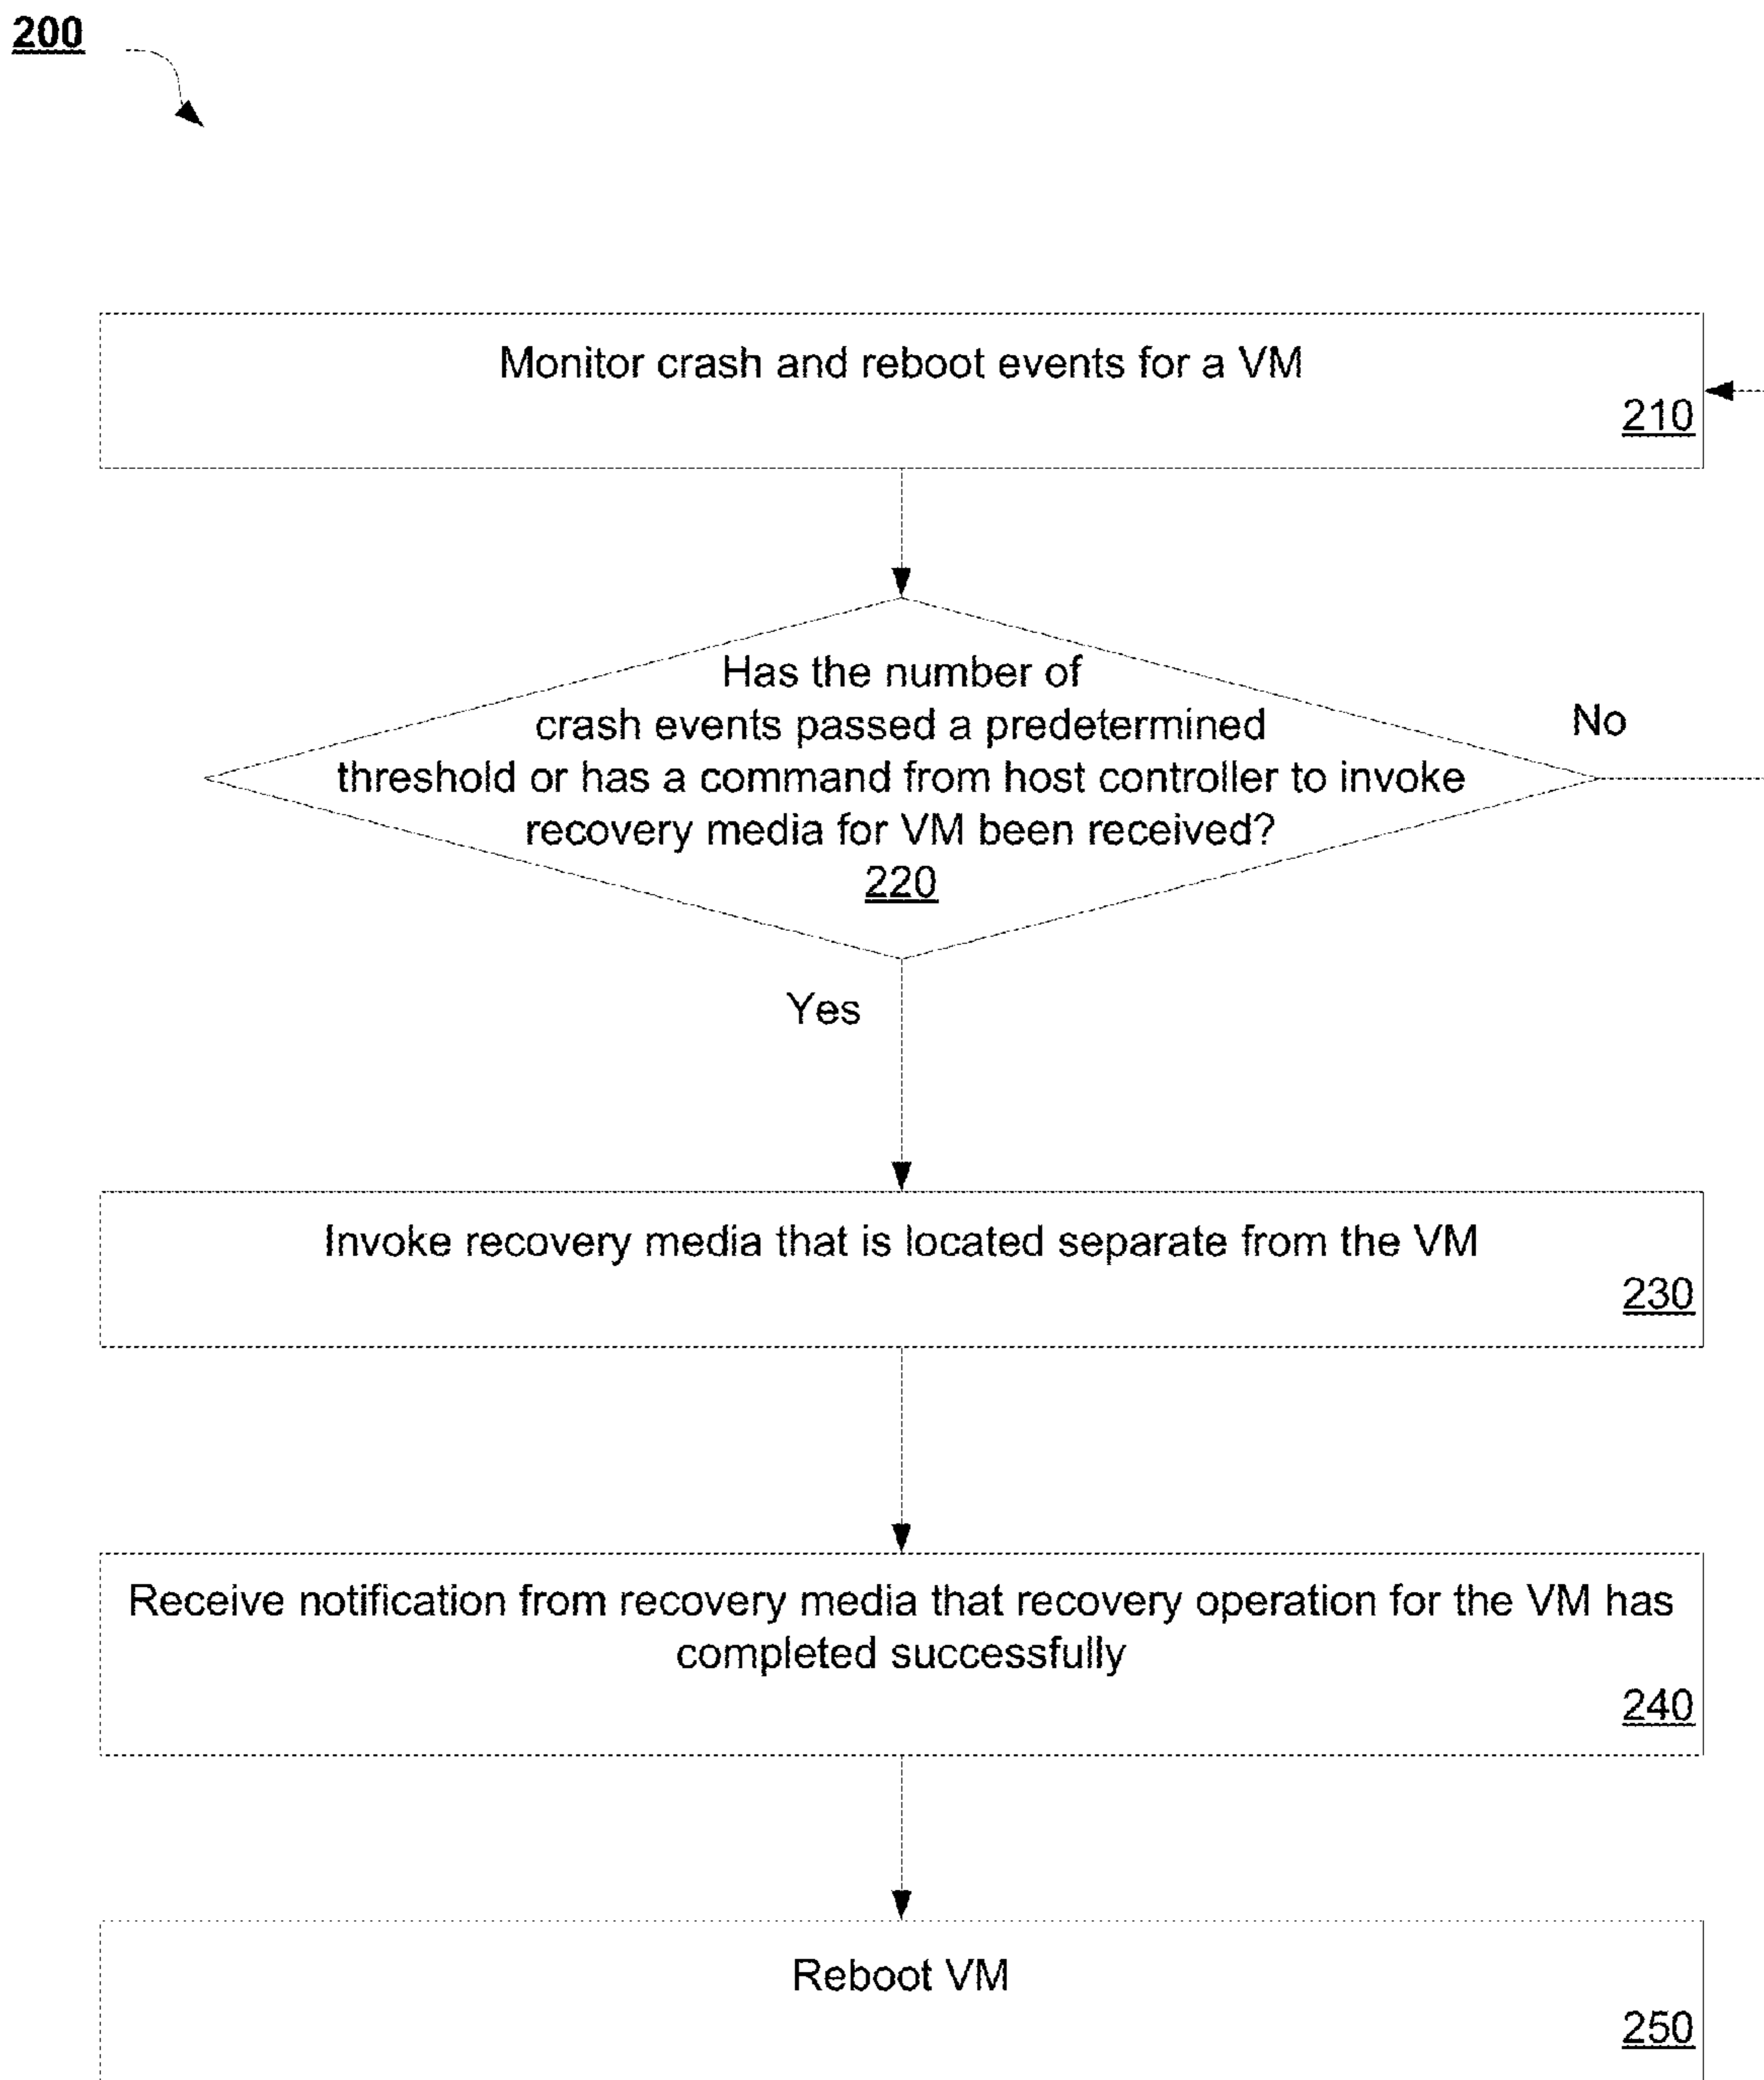 200
Monitor crash and reboot events for a VM
210
Has the number of
crash events passed a predetermined
threshold or has a command from host controller to invoke
recovery media for VM been received?
220
No
Yes
Invoke recovery media that is located separate from the VM
230
Receive notification from recovery media that recovery operation for the VM has
completed successfully
240
Reboot VM
250